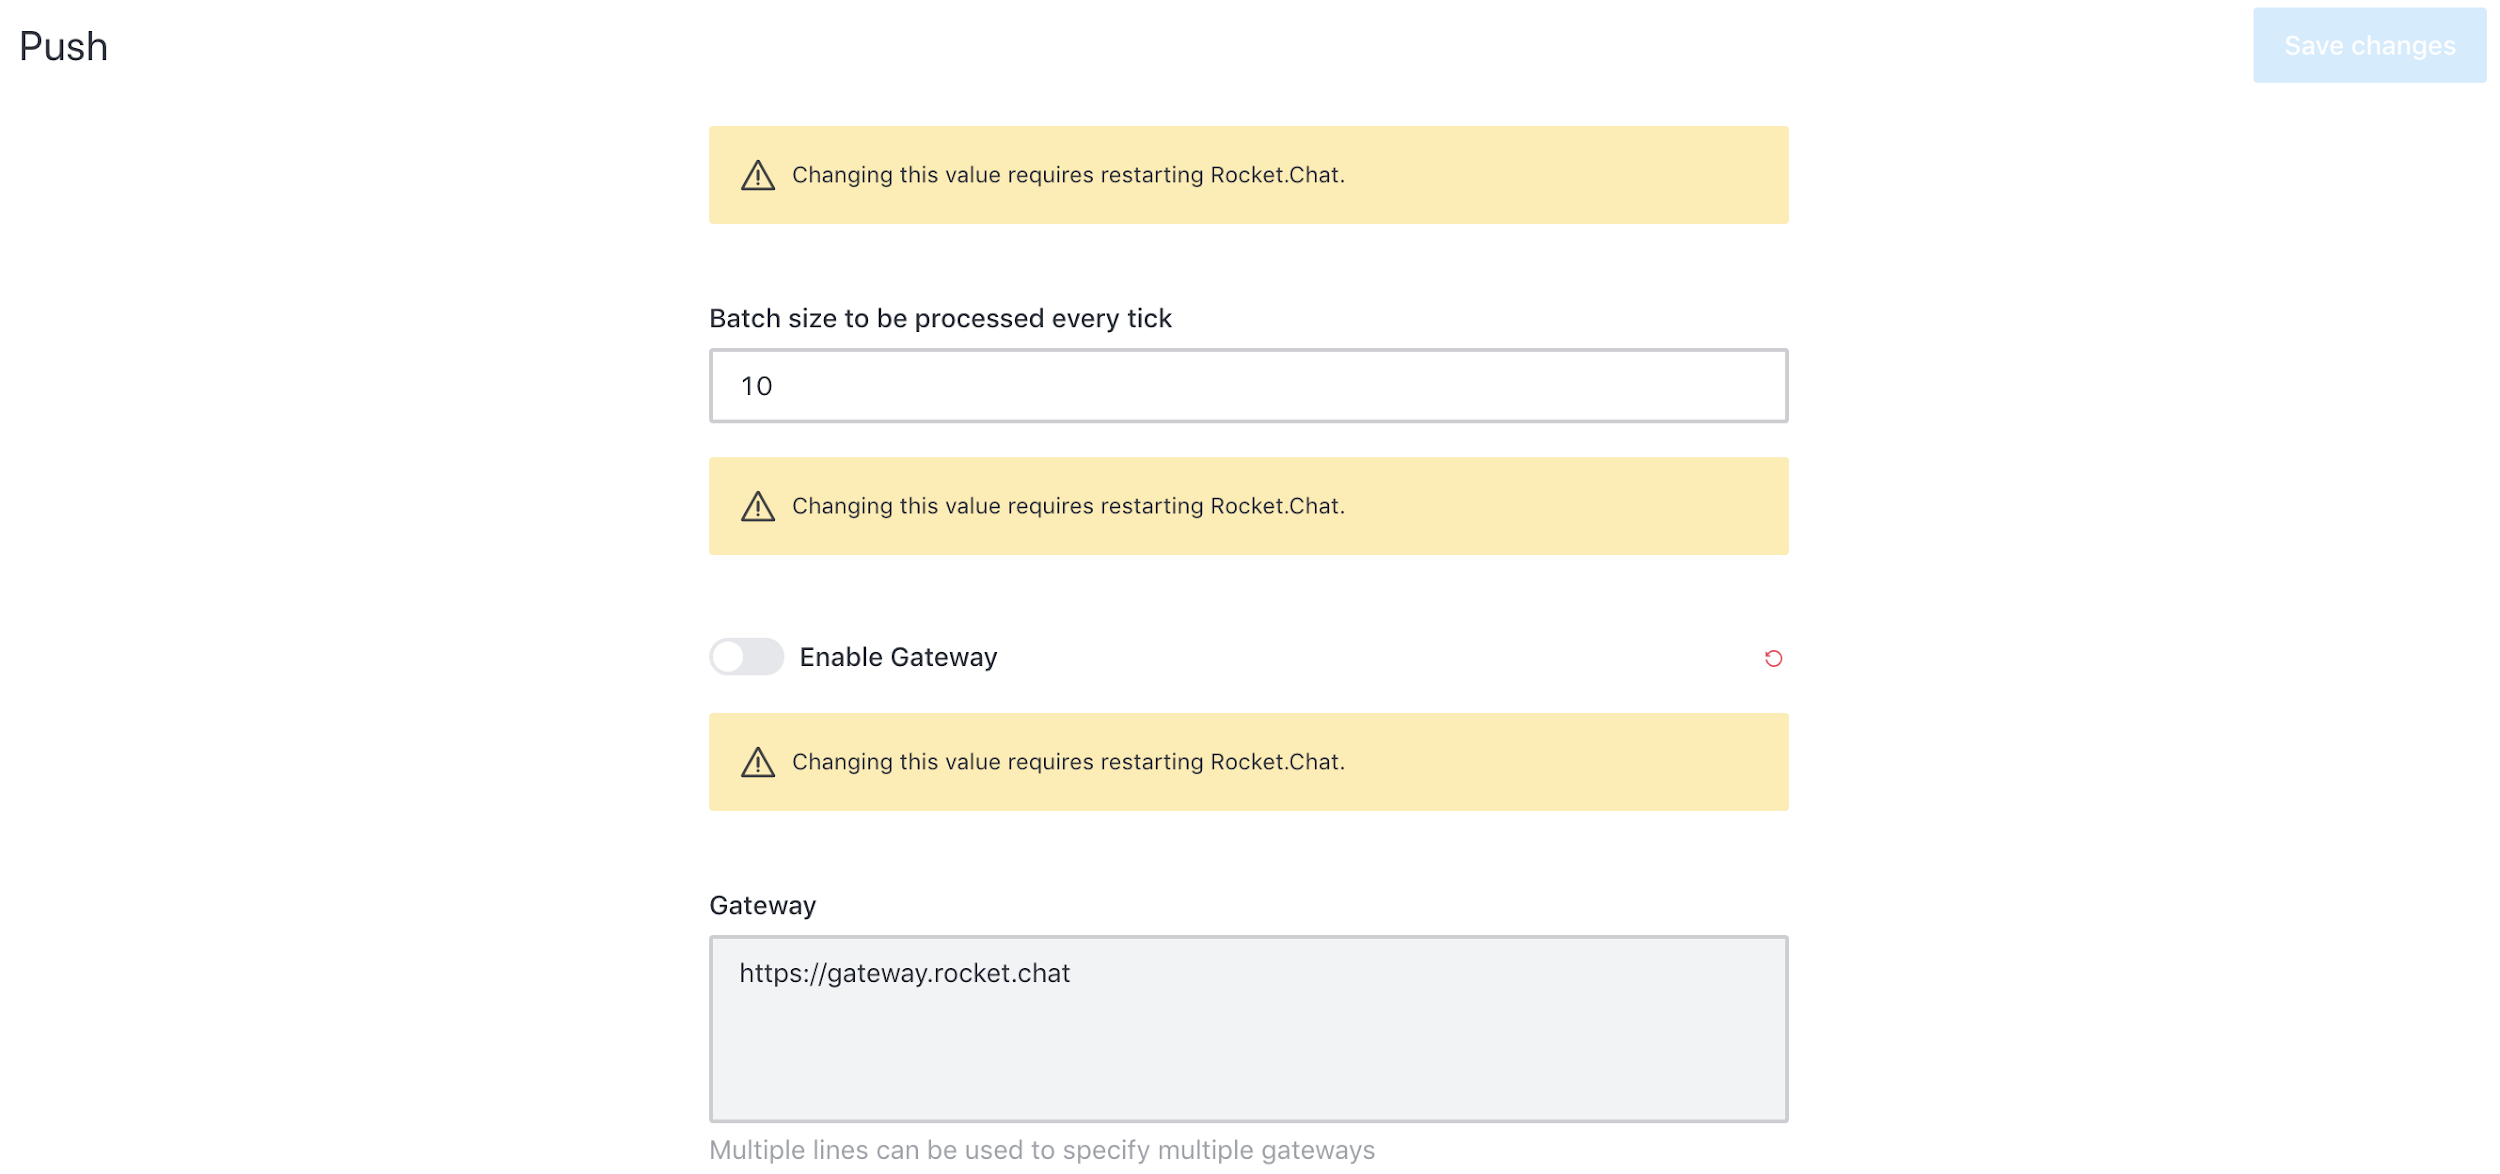 Push
Save changes
Changing this value requires restarting Rocket.Chat.
Batch size to be processed every tick
10
Changing this value requires restarting Rocket.Chat.
Enable Gateway
Changing this value requires restarting Rocket.Chat.
Gateway
https://gateway.rocket.chat
Multiple lines can be used to specify multiple gateways